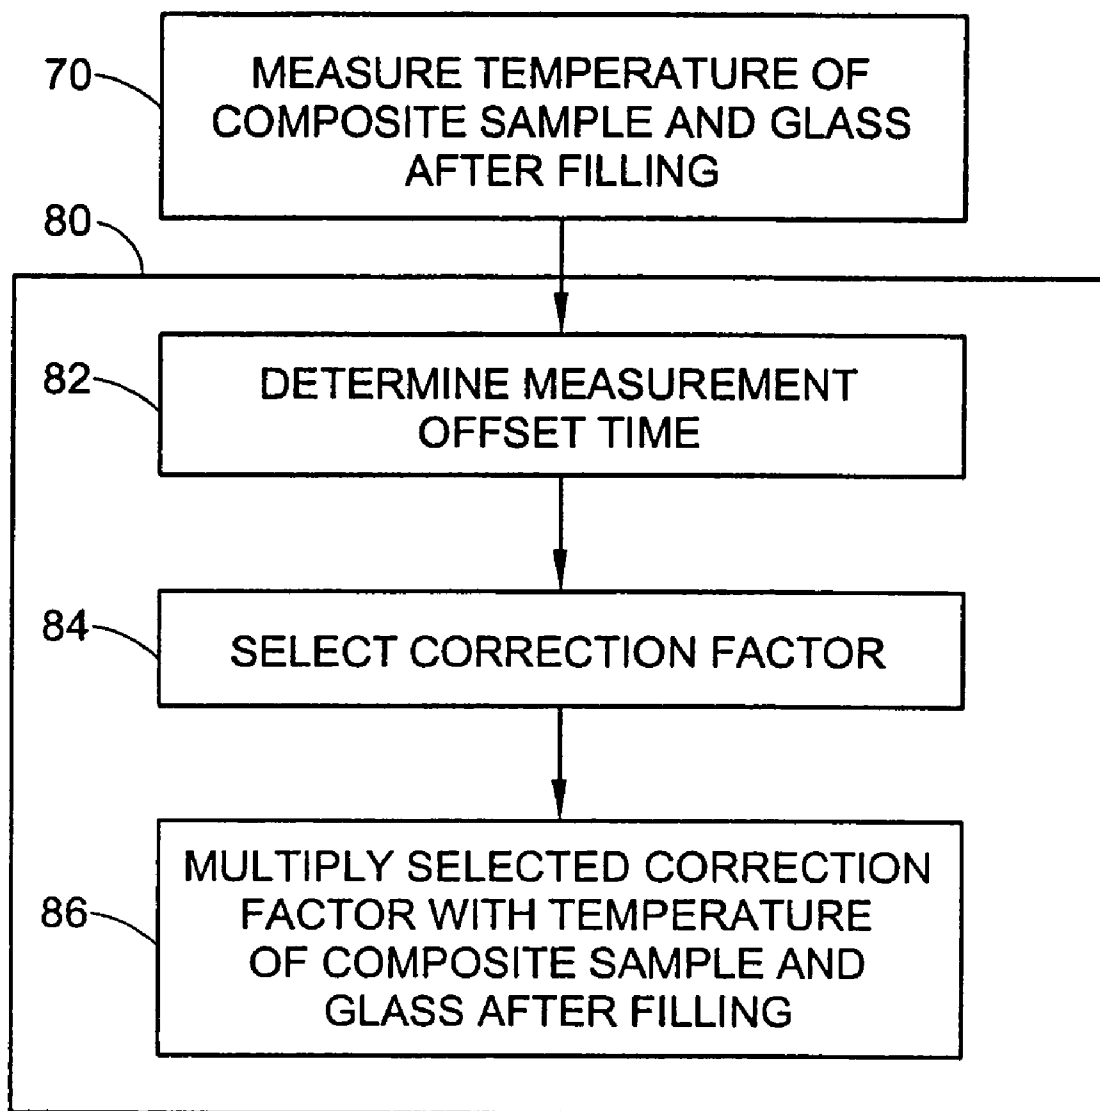 70
MEASURE TEMPERATURE OF
COMPOSITE SAMPLE AND GLASS
AFTER FILLING
80
82
DETERMINE MEASUREMENT
OFFSET TIME
84
SELECT CORRECTION FACTOR
86
MULTIPLY SELECTED CORRECTION
FACTOR WITH TEMPERATURE
OF COMPOSITE SAMPLE AND
GLASS AFTER FILLING